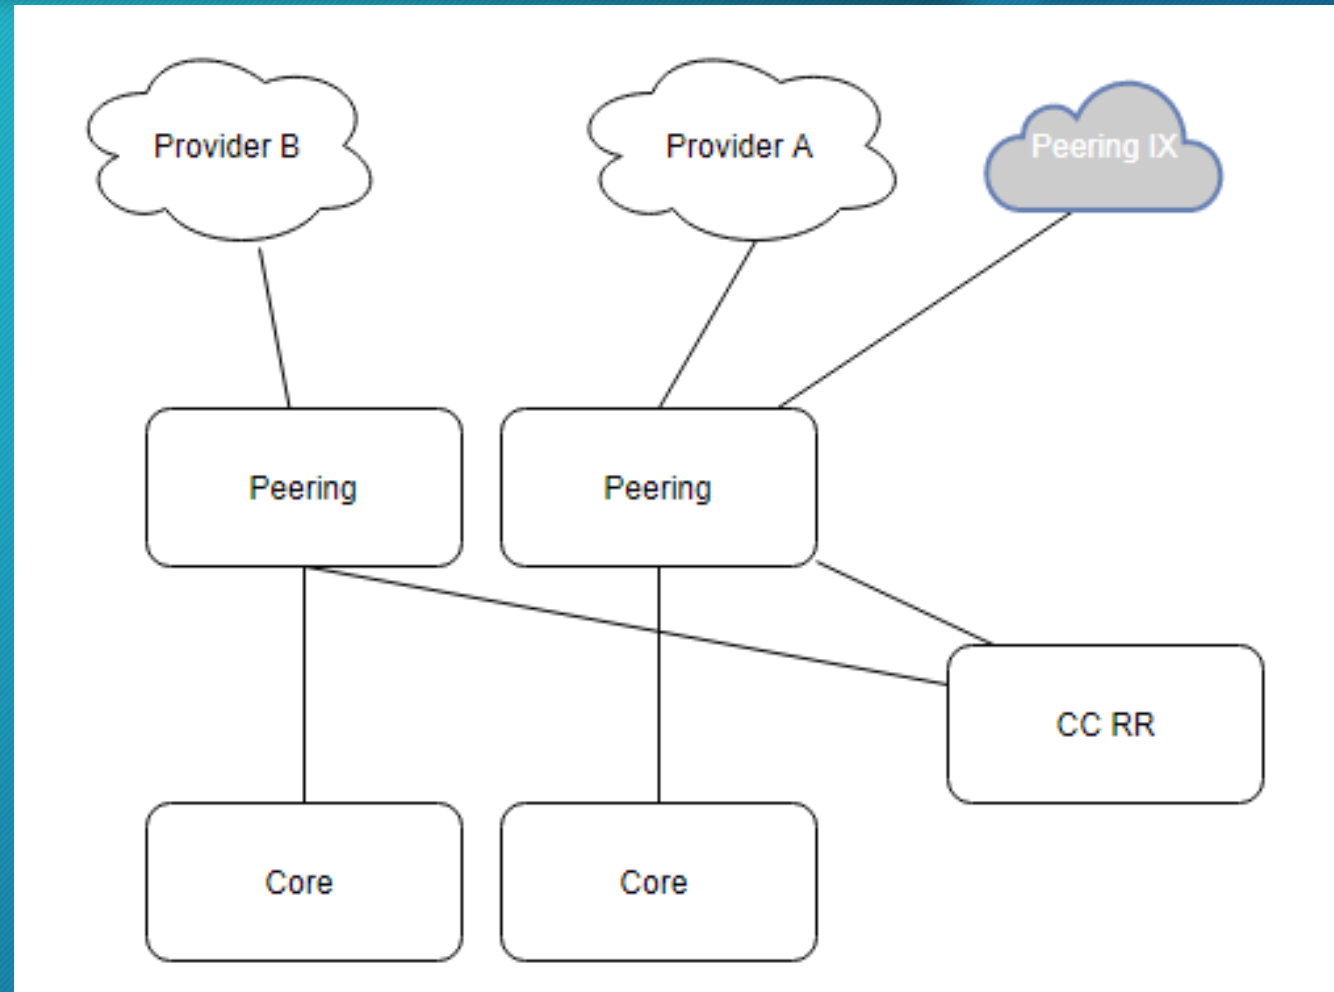 Provider B
Provider A
Peering IX
Peering
Peering
CC RR
Core
Core